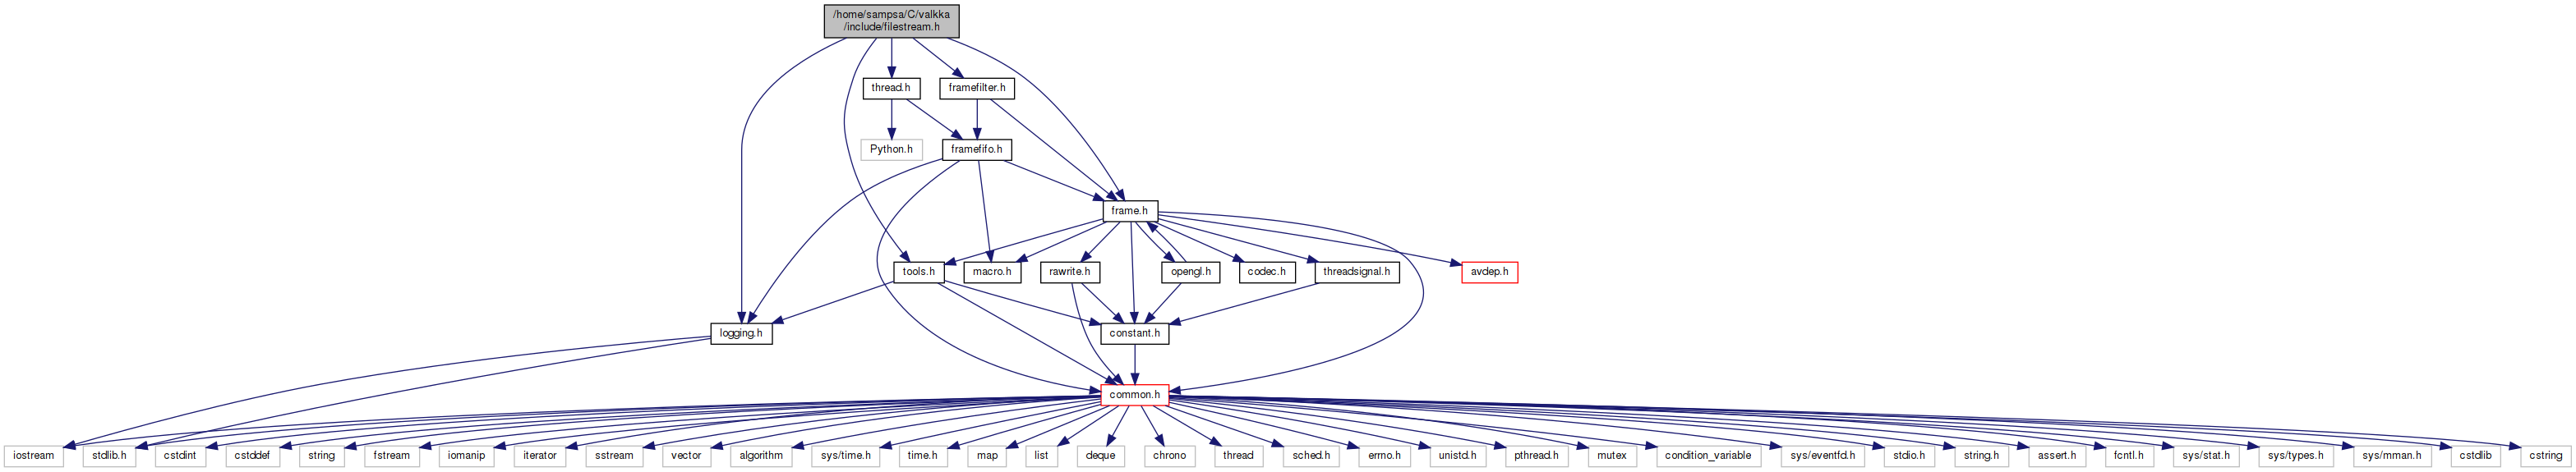 /home/sampsa/C/valkka
/include/filestream.h
thread.h
framefilter.h
Python.h
framefifo.h
frame.h
tools.h
macro.h
rawrite.h
opengl.h
codec.h
threadsignal.h
avdep.h
logging.h
constant.h
common.h
iostream
stdlib.h
cstdint
cstddef
string
fstream
iomanip
iterator
sstream
vector
algorithm
sys/time.h
time.h
map
list
deque
chrono
thread
sched.h
errno.h
unistd.h
pthread.h
mutex
condition_variable
sys/eventfd.h
stdio.h
string.h
assert.h
fcntl.h
sys/stat.h
sys/types.h
sys/mman.h
cstdlib
cstring